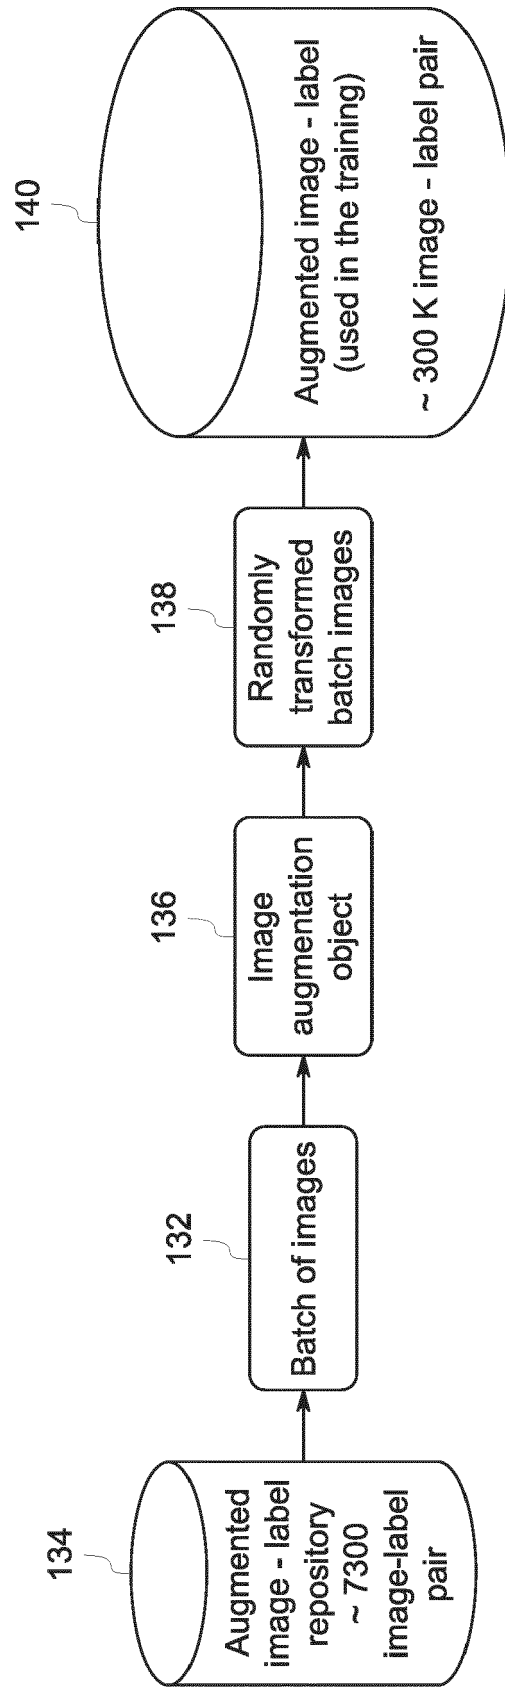 134
Augmented
image - label
repository
~ 7300
image-label
pair
132
Batch of images
136
Image
augmentation
object
138
Randomly
transformed
batch images
140
Augmented image - label
(used in the training)
~ 300 K image - label pair